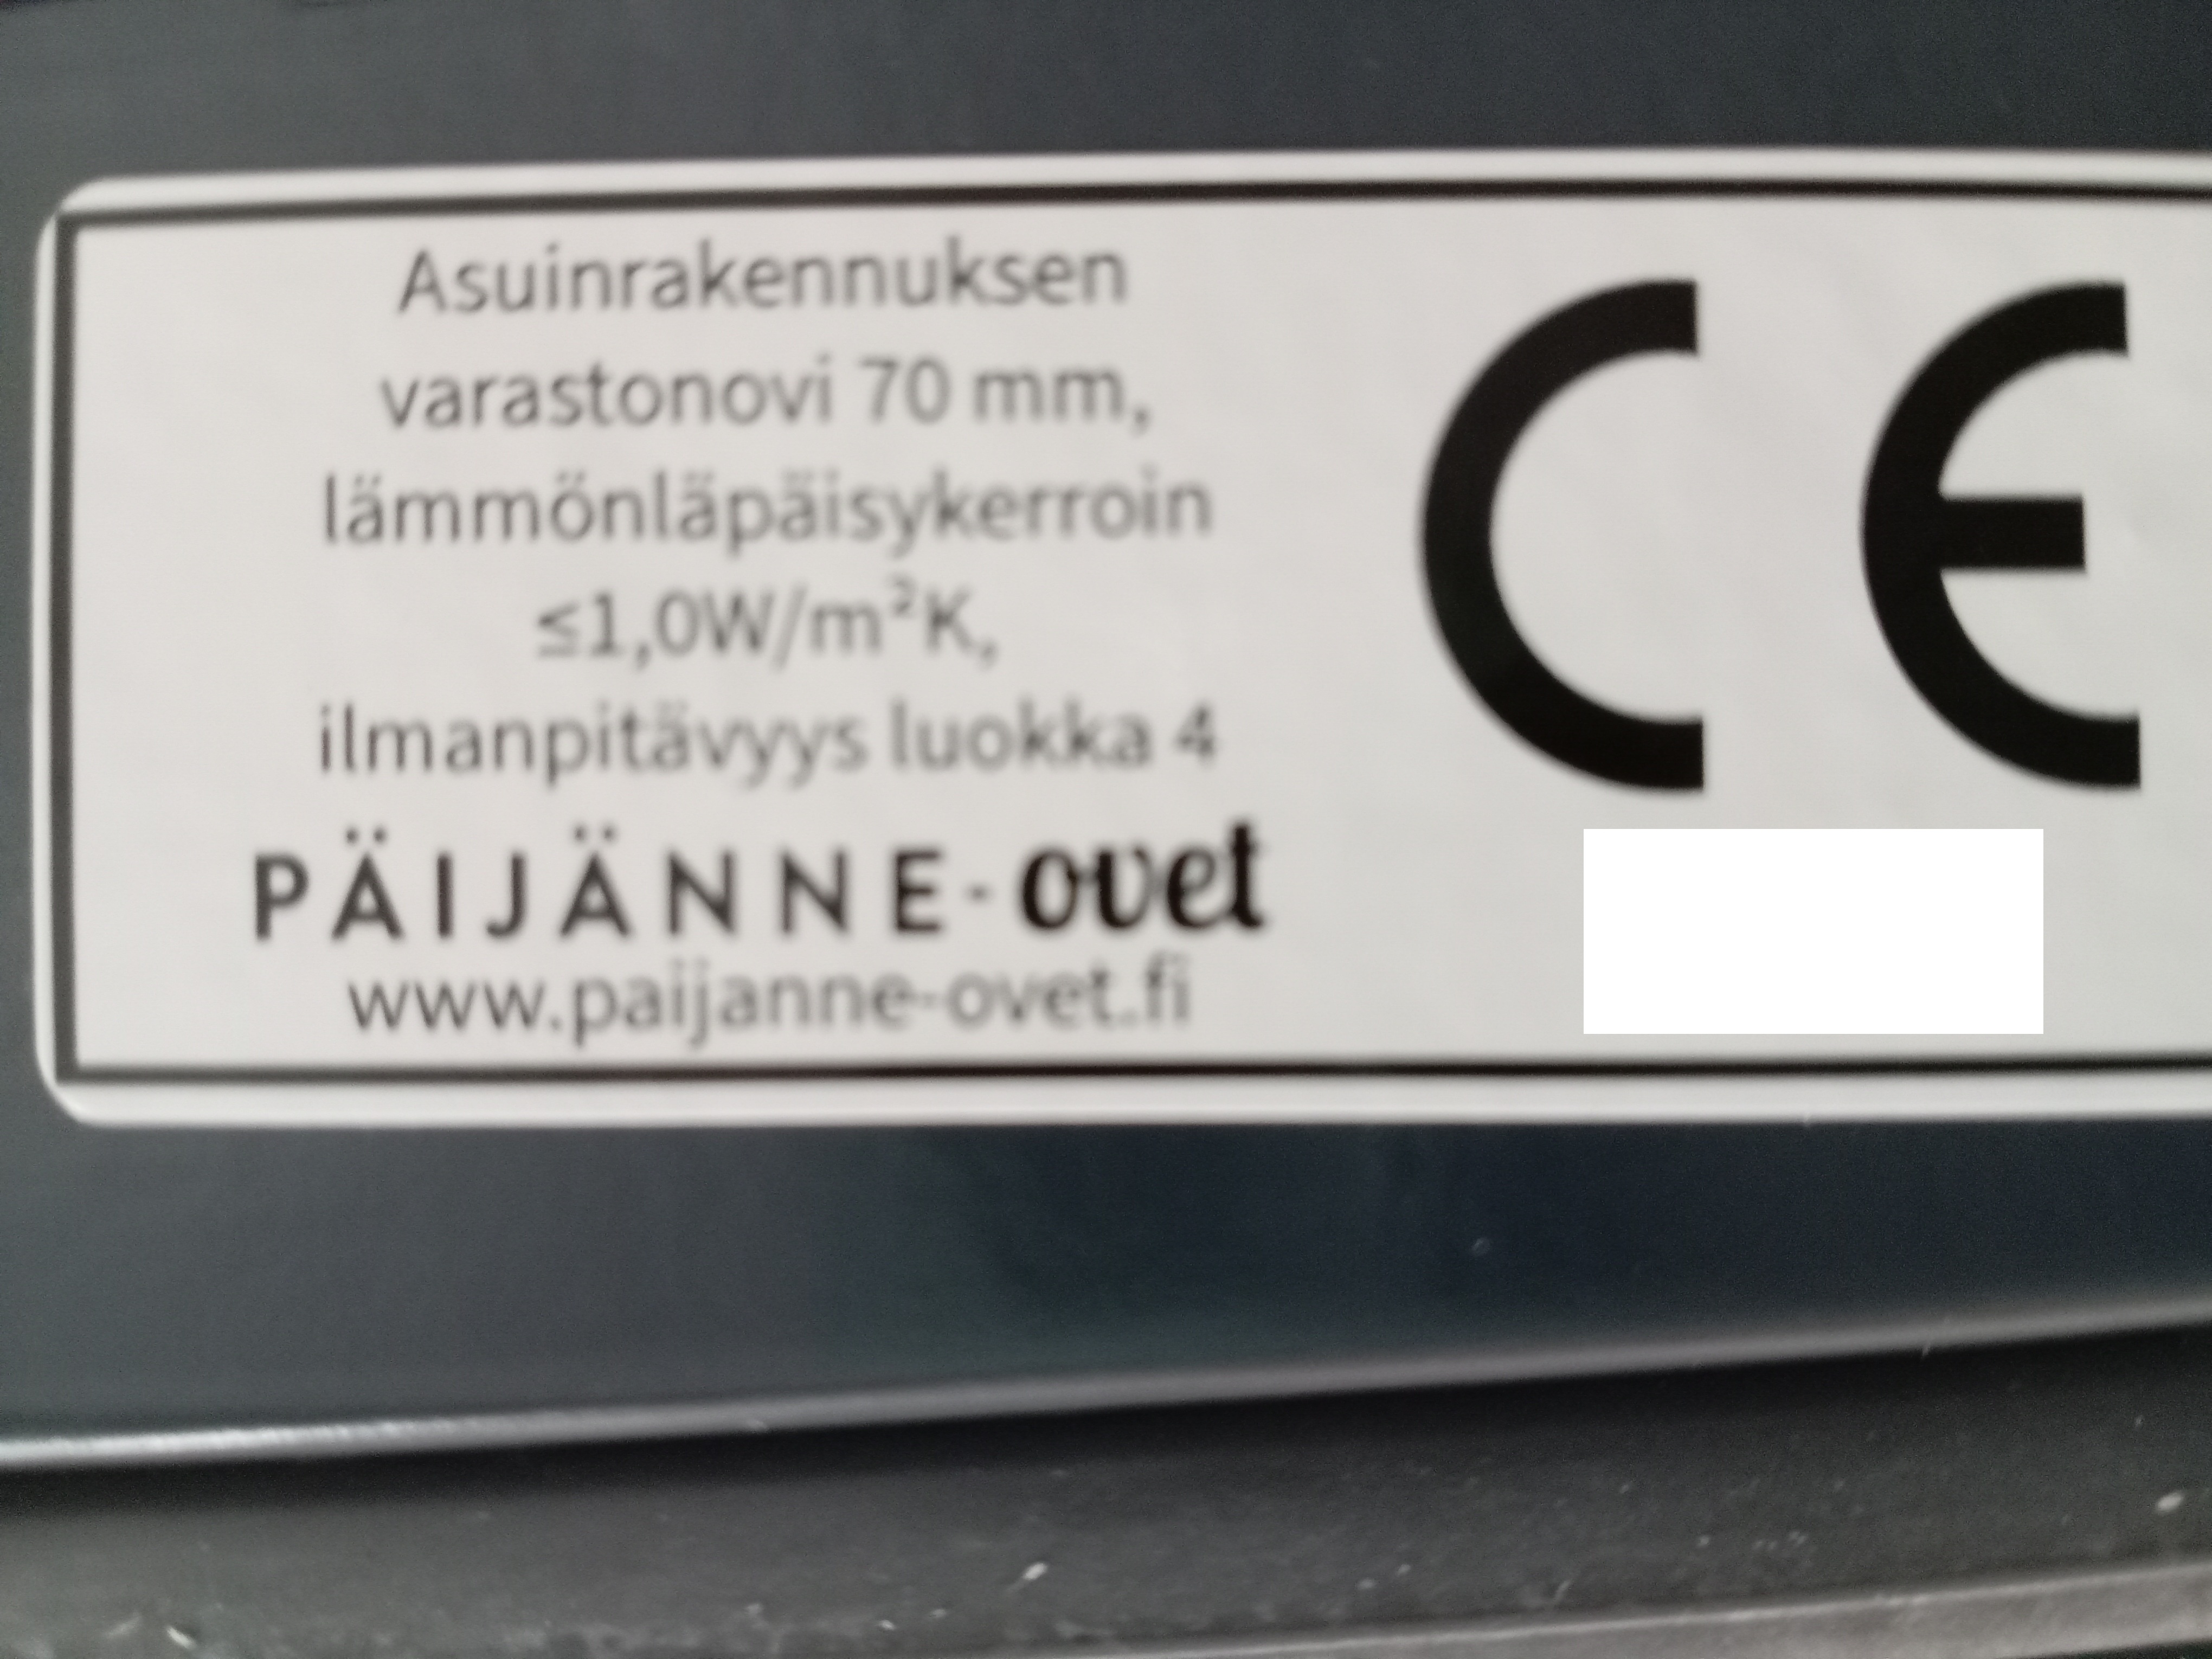 Asuinrakennuksen
varastonovi 70 mm,
lämmönläpäisykerroin
≤1,0W/m²K,
ilmanpitävyys luokka 4
PÄIJÄNNE-ovet
www.paijanne-ovet.fi
CE